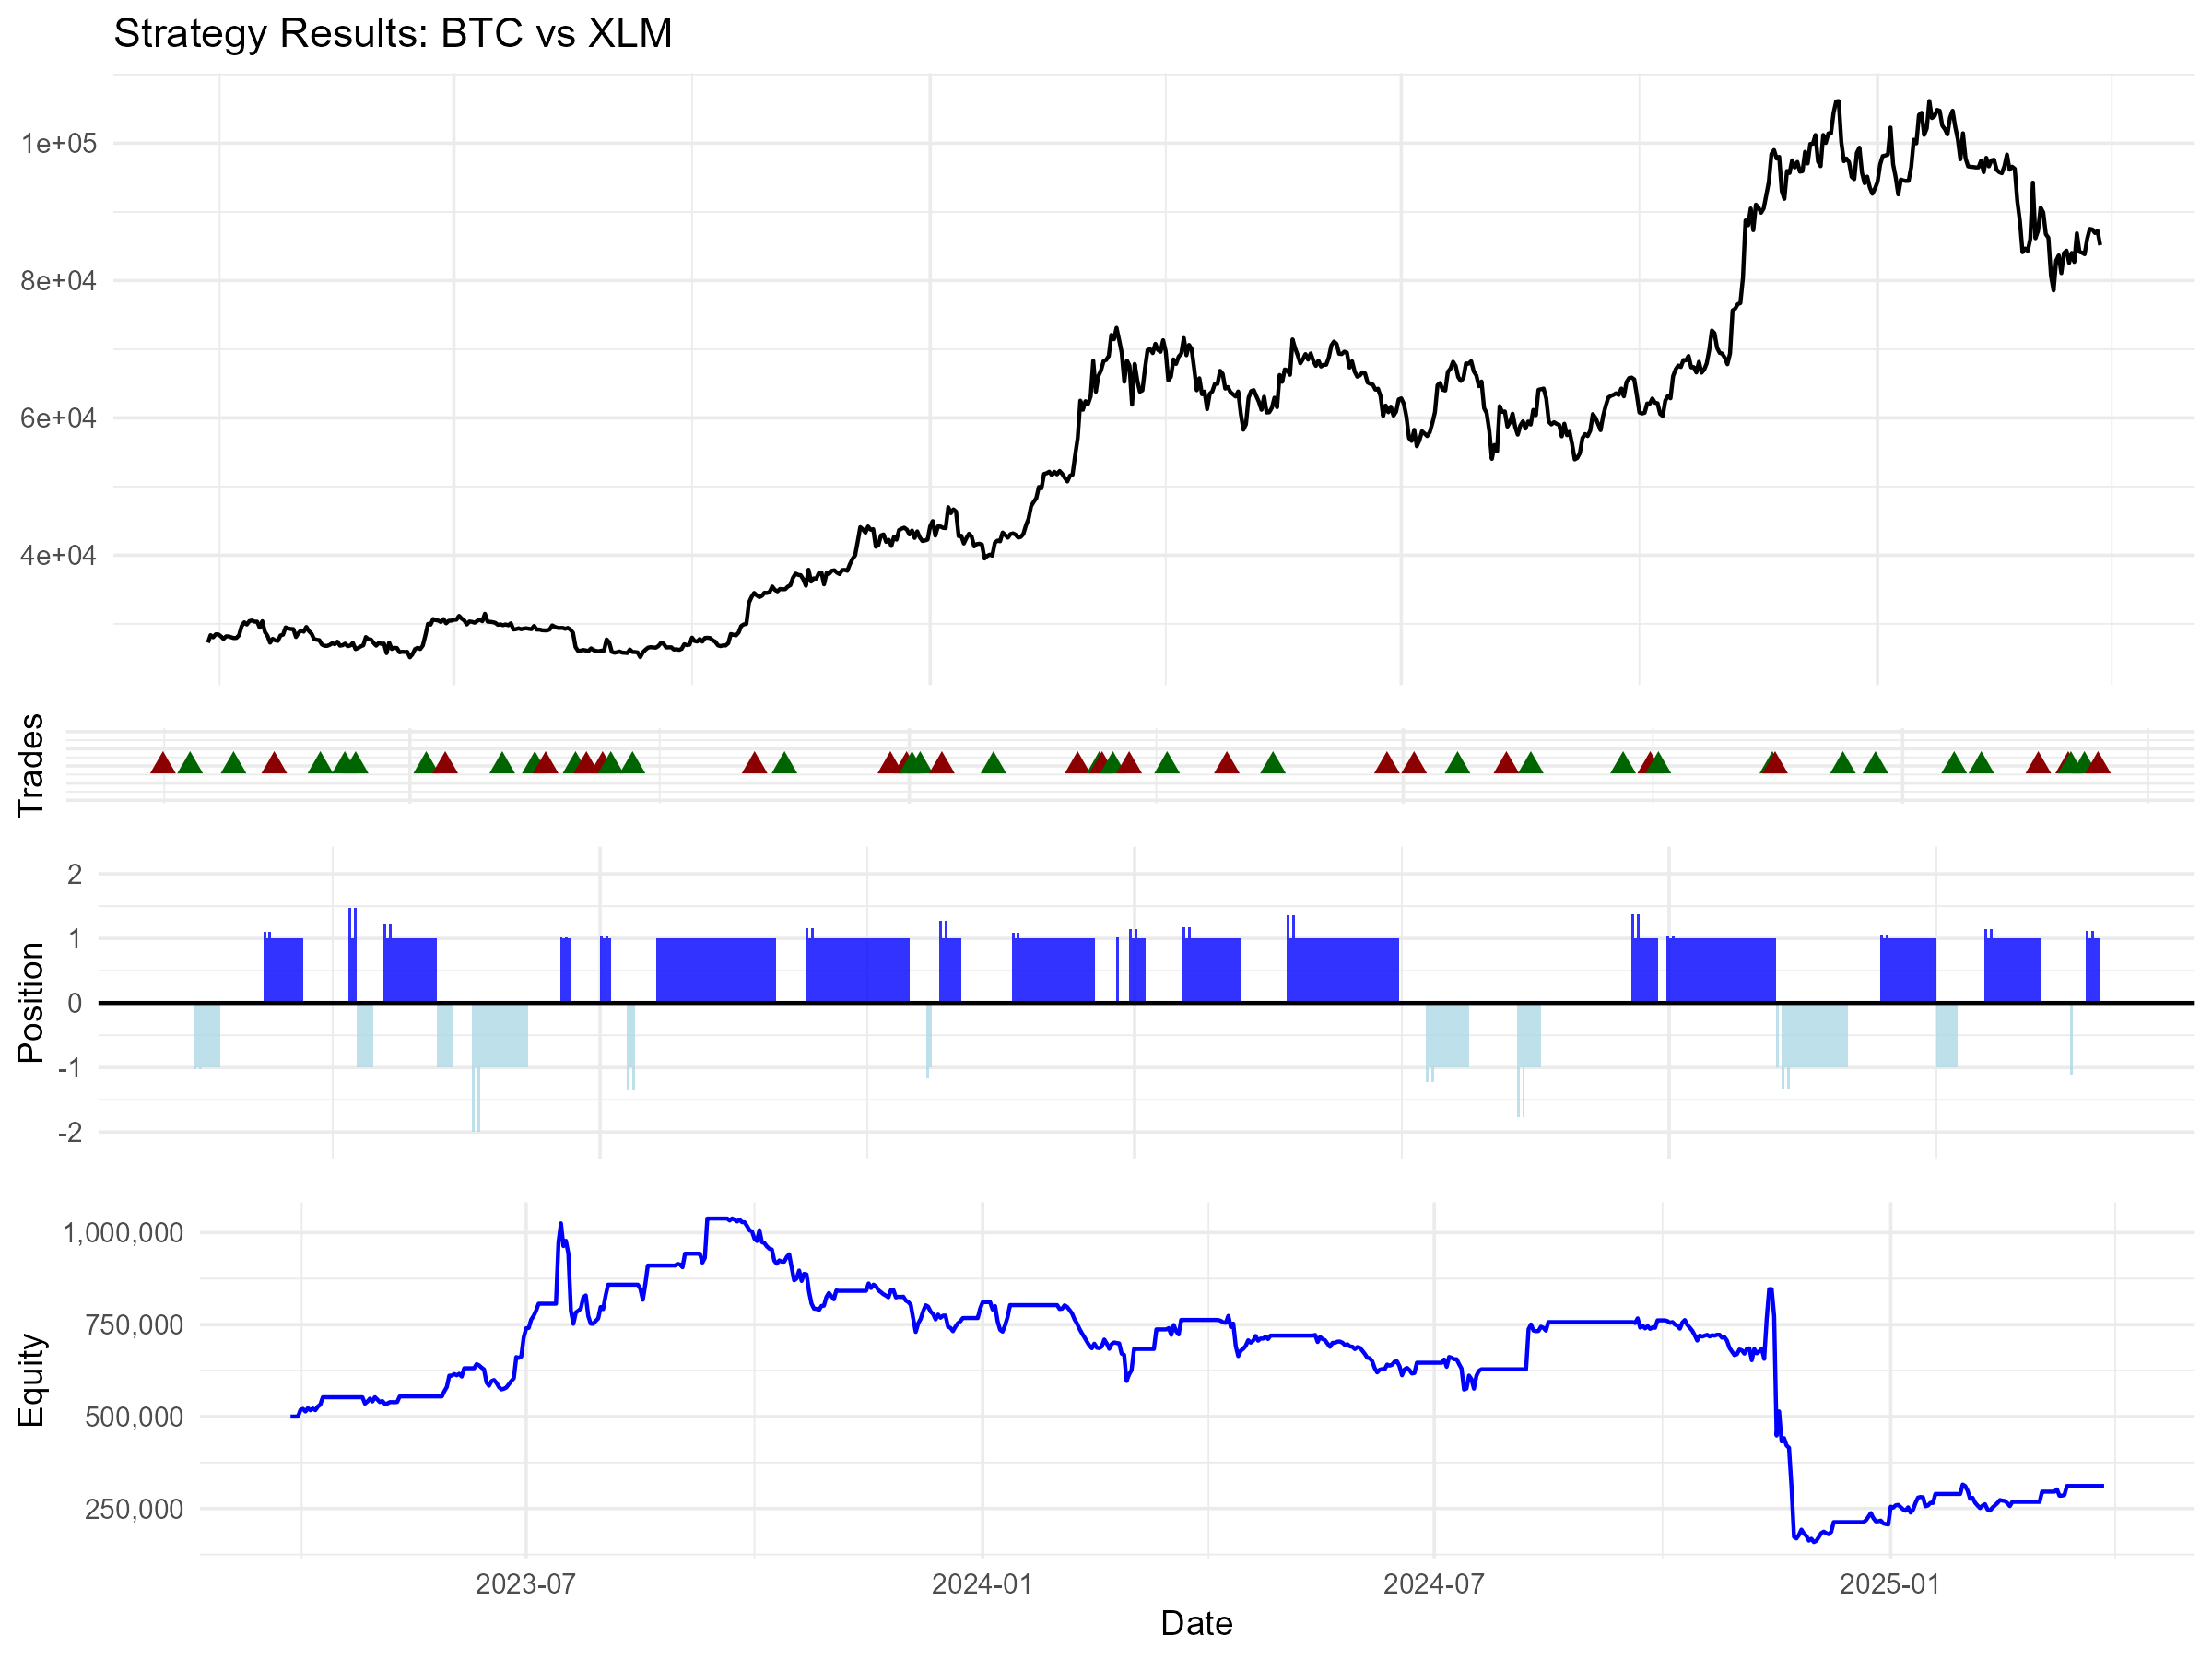 Strategy Results: BTC vs XLM
1e+05
8e+04
6e+04
4e+04
Trades
Position
2
1
0
-1
-2
Equity
1,000,000
750,000
500,000
250,000
2023-07 2024-01 2024-07 2025-01
Date